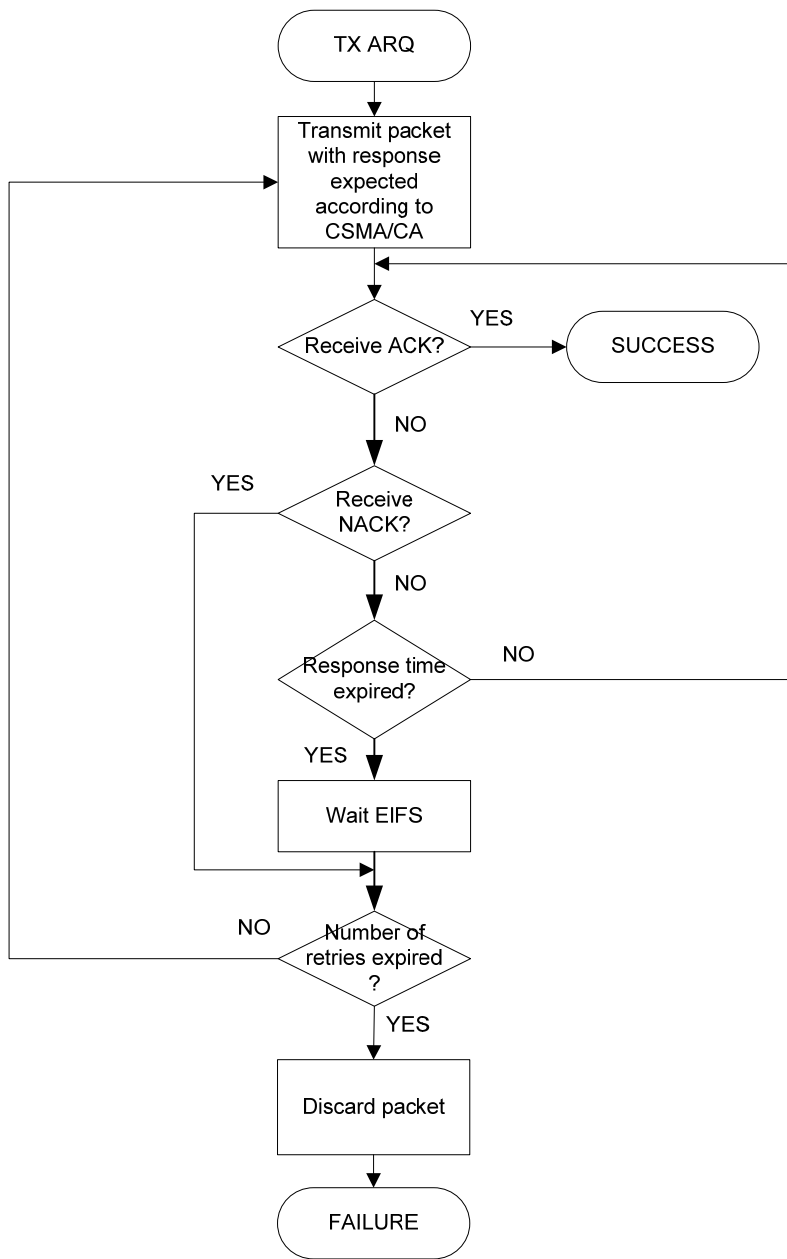 TX ARQ
Transmit packet
with response
expected
according to
CSMA/CA
YES
Receive ACK?
SUCCESS
NO
YES
Receive
NACK?
NO
Response time
expired?
NO
YES
Wait EIFS
NO
Number of
retries expired
?
YES
Discard packet
FAILURE